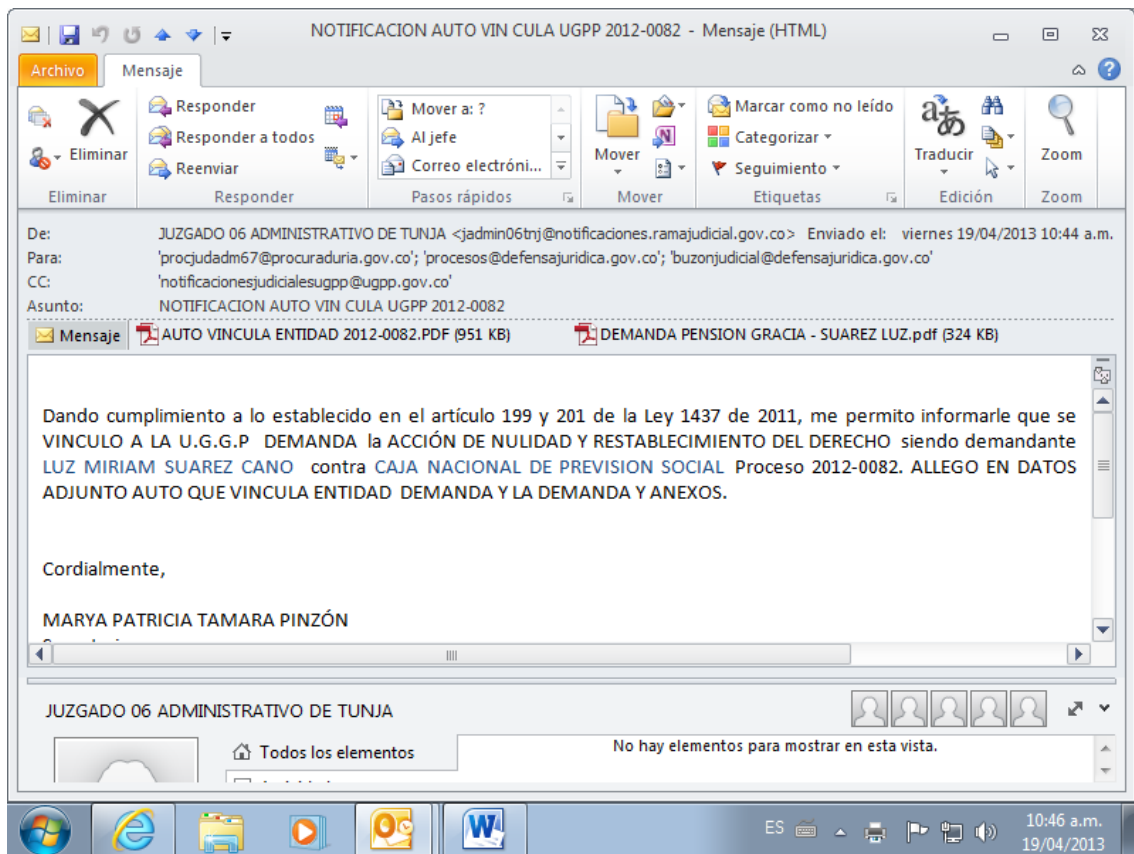 NOTIFICACION AUTO VIN CULA UGPP 2012-0082 - Mensaje (HTML)
Archivo Mensaje
Eliminar
Responder
Responder a todos
Reenviar
Mover a: ?
Al jefe
Correo electróni...
Mover
Marcar como no leído
Categorizar
Seguimiento
Traducir
Zoom
Eliminar Responder Pasos rápidos Mover Etiquetas Edición Zoom
De: JUZGADO 06 ADMINISTRATIVO DE TUNJA <jadmin06tnj@notificaciones.ramajudicial.gov.co> Enviado el: viernes 19/04/2013 10:44 a.m.
Para: 'procjudadm67@procuraduria.gov.co'; 'procesos@defensajuridica.gov.co'; 'buzonjudicial@defensajuridica.gov.co'
CC: 'notificacionesjudicialesugpp@ugpp.gov.co'
Asunto: NOTIFICACION AUTO VIN CULA UGPP 2012-0082
Mensaje AUTO VINCULA ENTIDAD 2012-0082.PDF (951 KB) DEMANDA PENSION GRACIA - SUAREZ LUZ.pdf (324 KB)
Dando cumplimiento a lo establecido en el artículo 199 y 201 de la Ley 1437 de 2011, me permito informarle que se
VINCULO A LA U.G.G.P DEMANDA la ACCIÓN DE NULIDAD Y RESTABLECIMIENTO DEL DERECHO siendo demandante
LUZ MIRIAM SUAREZ CANO contra CAJA NACIONAL DE PREVISION SOCIAL Proceso 2012-0082. ALLEGO EN DATOS
ADJUNTO AUTO QUE VINCULA ENTIDAD DEMANDA Y LA DEMANDA Y ANEXOS.
Cordialmente,
MARYA PATRICIA TAMARA PINZÓN
JUZGADO 06 ADMINISTRATIVO DE TUNJA
Todos los elementos
No hay elementos para mostrar en esta vista.
ES
10:46 a.m.
19/04/2013